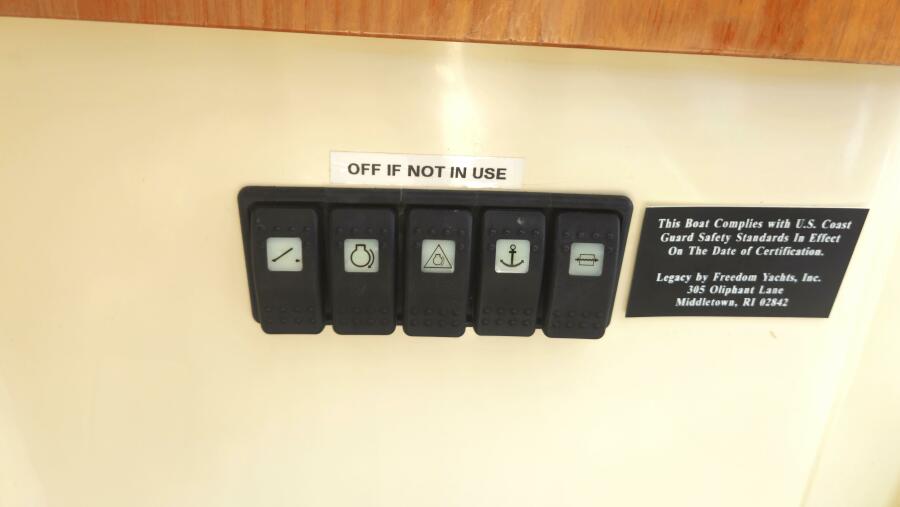 OFF IF NOT IN USE
This Boat Complies with U.S. Coast
Guard Safety Standards In Effect
On The Date of Certification.
Legacy by Freedom Yachts, Inc.
305 Oliphant Lane
Middletown, RI 02842